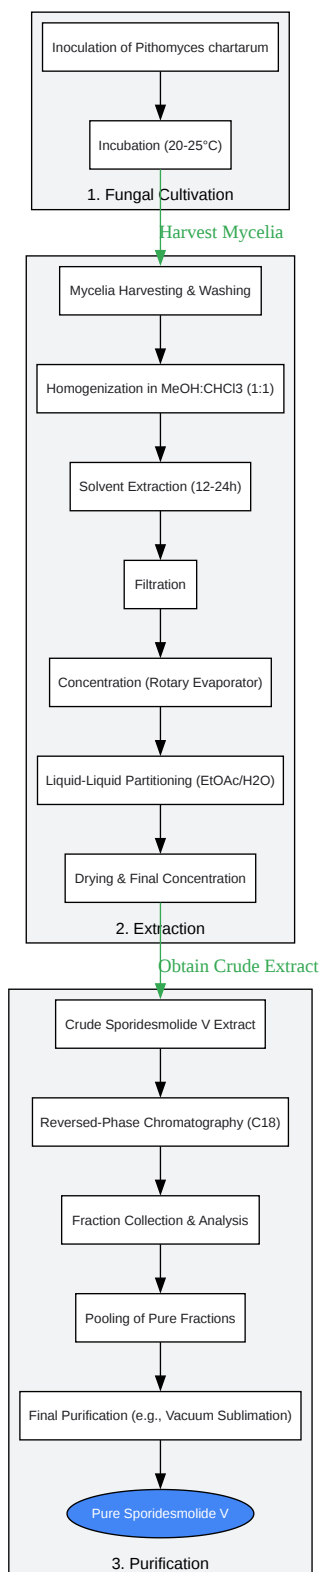 Inoculation of Pithomyces chartarum
Incubation (20-25°C)
1. Fungal Cultivation
Harvest Mycelia
Mycelia Harvesting & Washing
Homogenization in MeOH:CHCl3 (1:1)
Solvent Extraction (12-24h)
Filtration
Concentration (Rotary Evaporator)
Liquid-Liquid Partitioning (EtOAc/H2O)
Drying & Final Concentration
2. Extraction
Obtain Crude Extract
Crude Sporidesmolide V Extract
Reversed-Phase Chromatography (C18)
Fraction Collection & Analysis
Pooling of Pure Fractions
Final Purification (e.g., Vacuum Sublimation)
Pure Sporidesmolide V
3. Purification